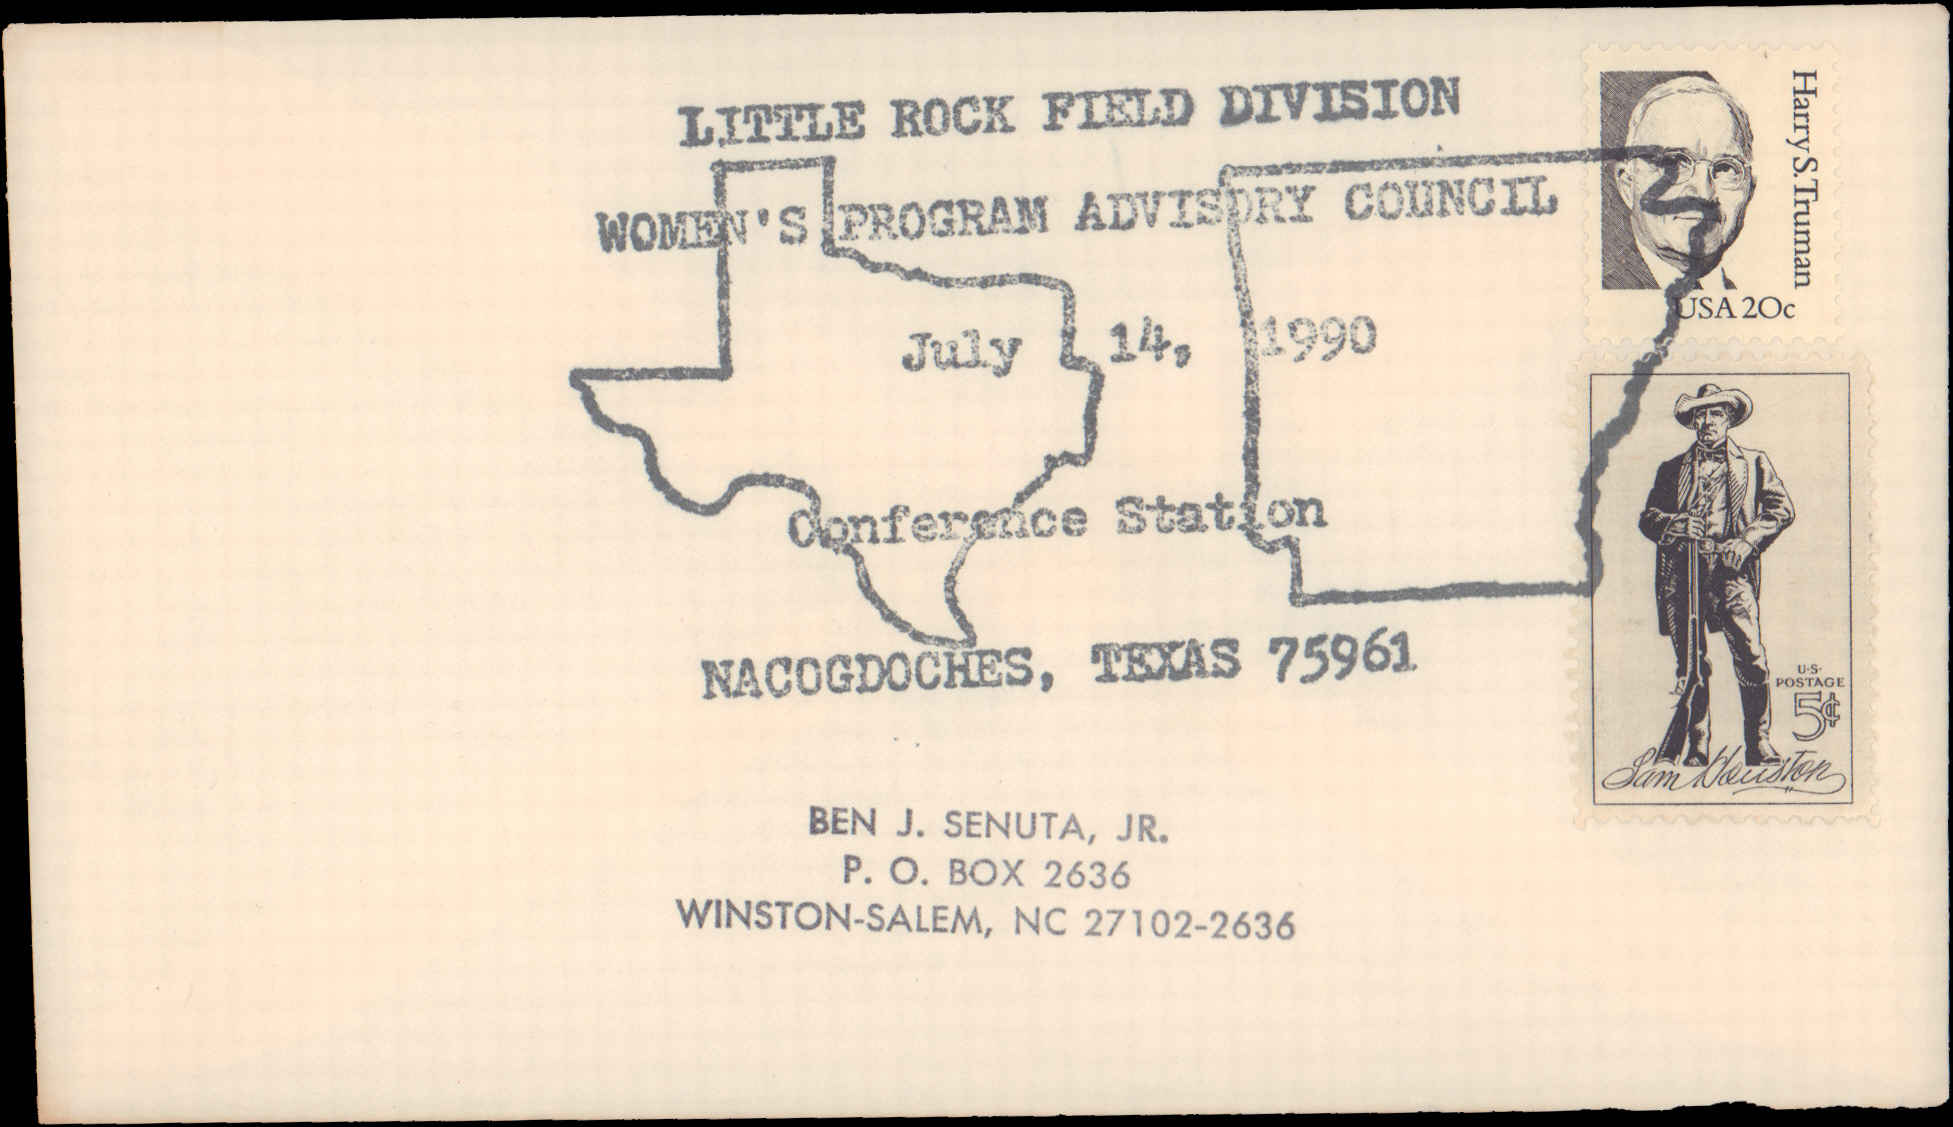 LITTLE ROCK FIELD DIVISION
WOMEN'S PROGRAM ADVISORY COUNCIL
July 14, 1990
Conference Station
NACOGDOCHES, TEXAS 75961
Harry S. Truman
USA 20c
U.S.
POSTAGE
5¢
Sam Houston
BEN J. SENUTA, JR.
P. O. BOX 2636
WINSTON-SALEM, NC 27102-2636